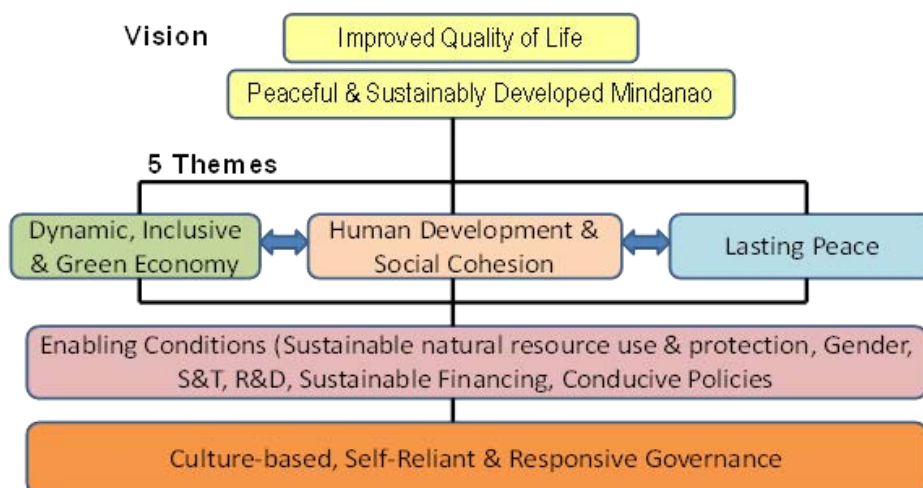 Vision
Improved Quality of Life
Peaceful & Sustainably Developed Mindanao
5 Themes
Dynamic, Inclusive
& Green Economy
Human Development &
Social Cohesion
Lasting Peace
Enabling Conditions (Sustainable natural resource use & protection, Gender,
S&T, R&D, Sustainable Financing, Conducive Policies
Culture-based, Self-Reliant & Responsive Governance